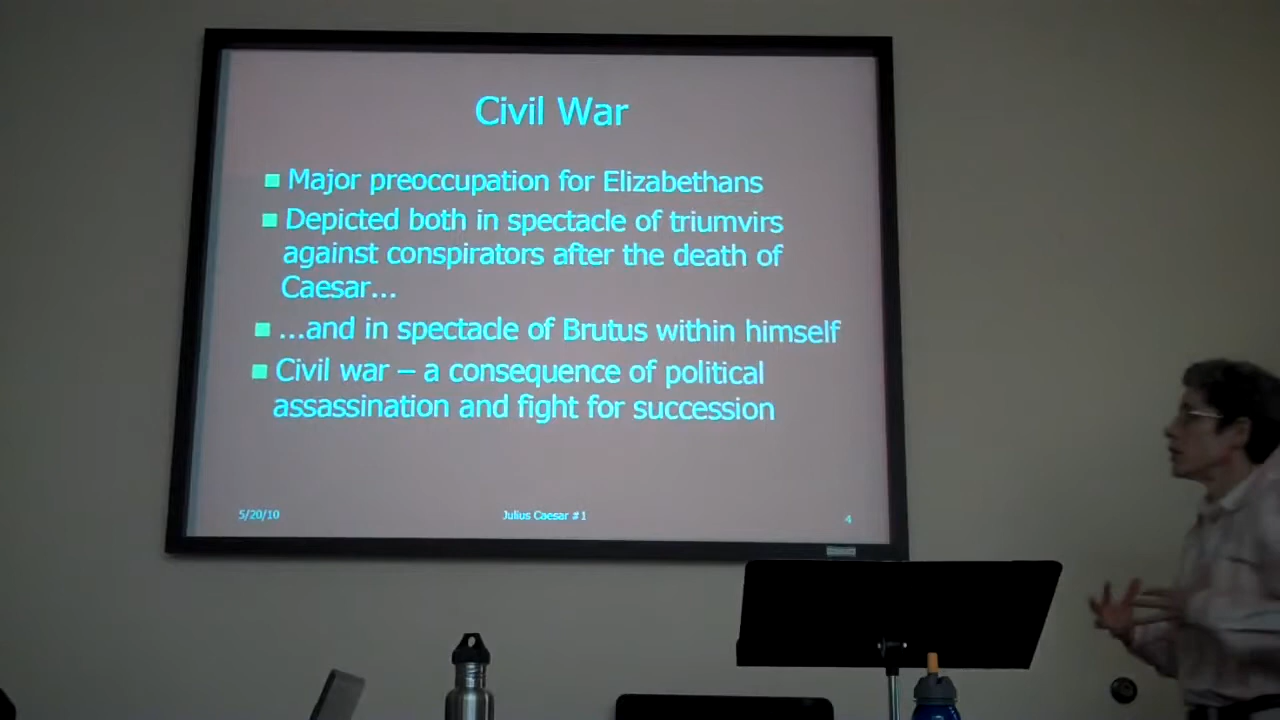 Civil War
Major preoccupation for Elizabethans
Depicted both in spectacle of triumvirs
against conspirators after the death of
Caesar...
...and in spectacle of Brutus within himself
Civil war – a consequence of political
assassination and fight for succession
5/20/10
Julius Caesar #1
4